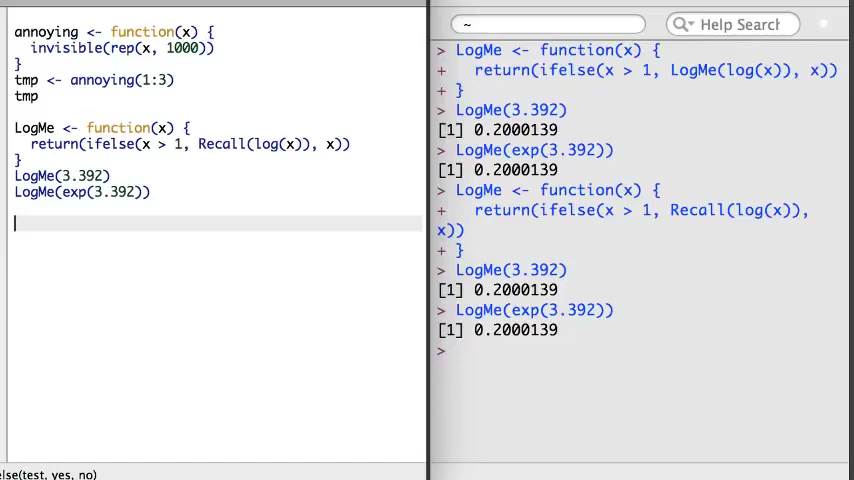 annoying <- function(x) {
  invisible(rep(x, 1000))
}
tmp <- annoying(1:3)
tmp
LogMe <- function(x) {
  return(ifelse(x > 1, Recall(log(x)), x))
}
LogMe(3.392)
LogMe(exp(3.392))
else(test, yes, no)
~
Help Search
> LogMe <- function(x) {
+   return(ifelse(x > 1, LogMe(log(x)), x))
+ }
> LogMe(3.392)
[1] 0.2000139
> LogMe(exp(3.392))
[1] 0.2000139
> LogMe <- function(x) {
+   return(ifelse(x > 1, Recall(log(x)),
x))
+ }
> LogMe(3.392)
[1] 0.2000139
> LogMe(exp(3.392))
[1] 0.2000139
>